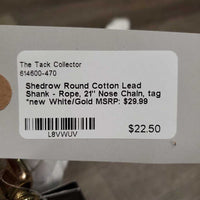 The Tack Collector
614600-470
Shedrow Round Cotton Lead
Shank - Rope, 21" Nose Chain, tag
*new White/Gold MSRP: $29.99
L8VWUV
$22.50